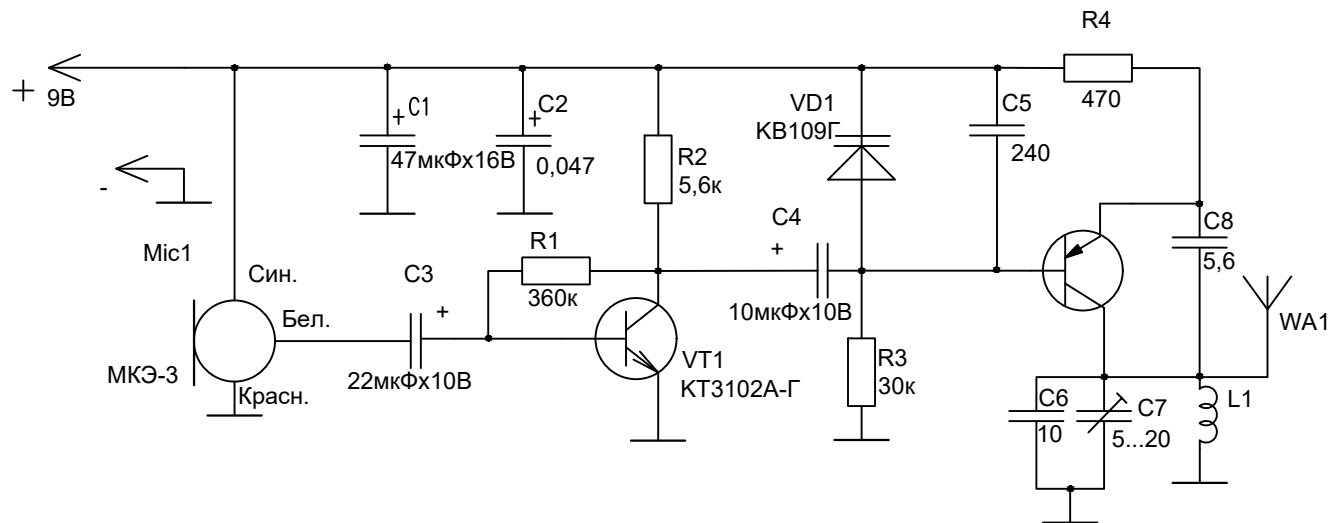 R4
470
+
9В
+
C1
47мкФх16В
+
C2
0,047
R2
5,6к
VD1
КВ109Г
C5
240
-
Mic1
Син.
Бел.
Красн.
МКЭ-3
C3
+
22мкФх10В
R1
360к
VT1
КТ3102А-Г
C4
+
10мкФх10В
R3
30к
C8
5,6
WA1
C6
10
C7
5...20
L1